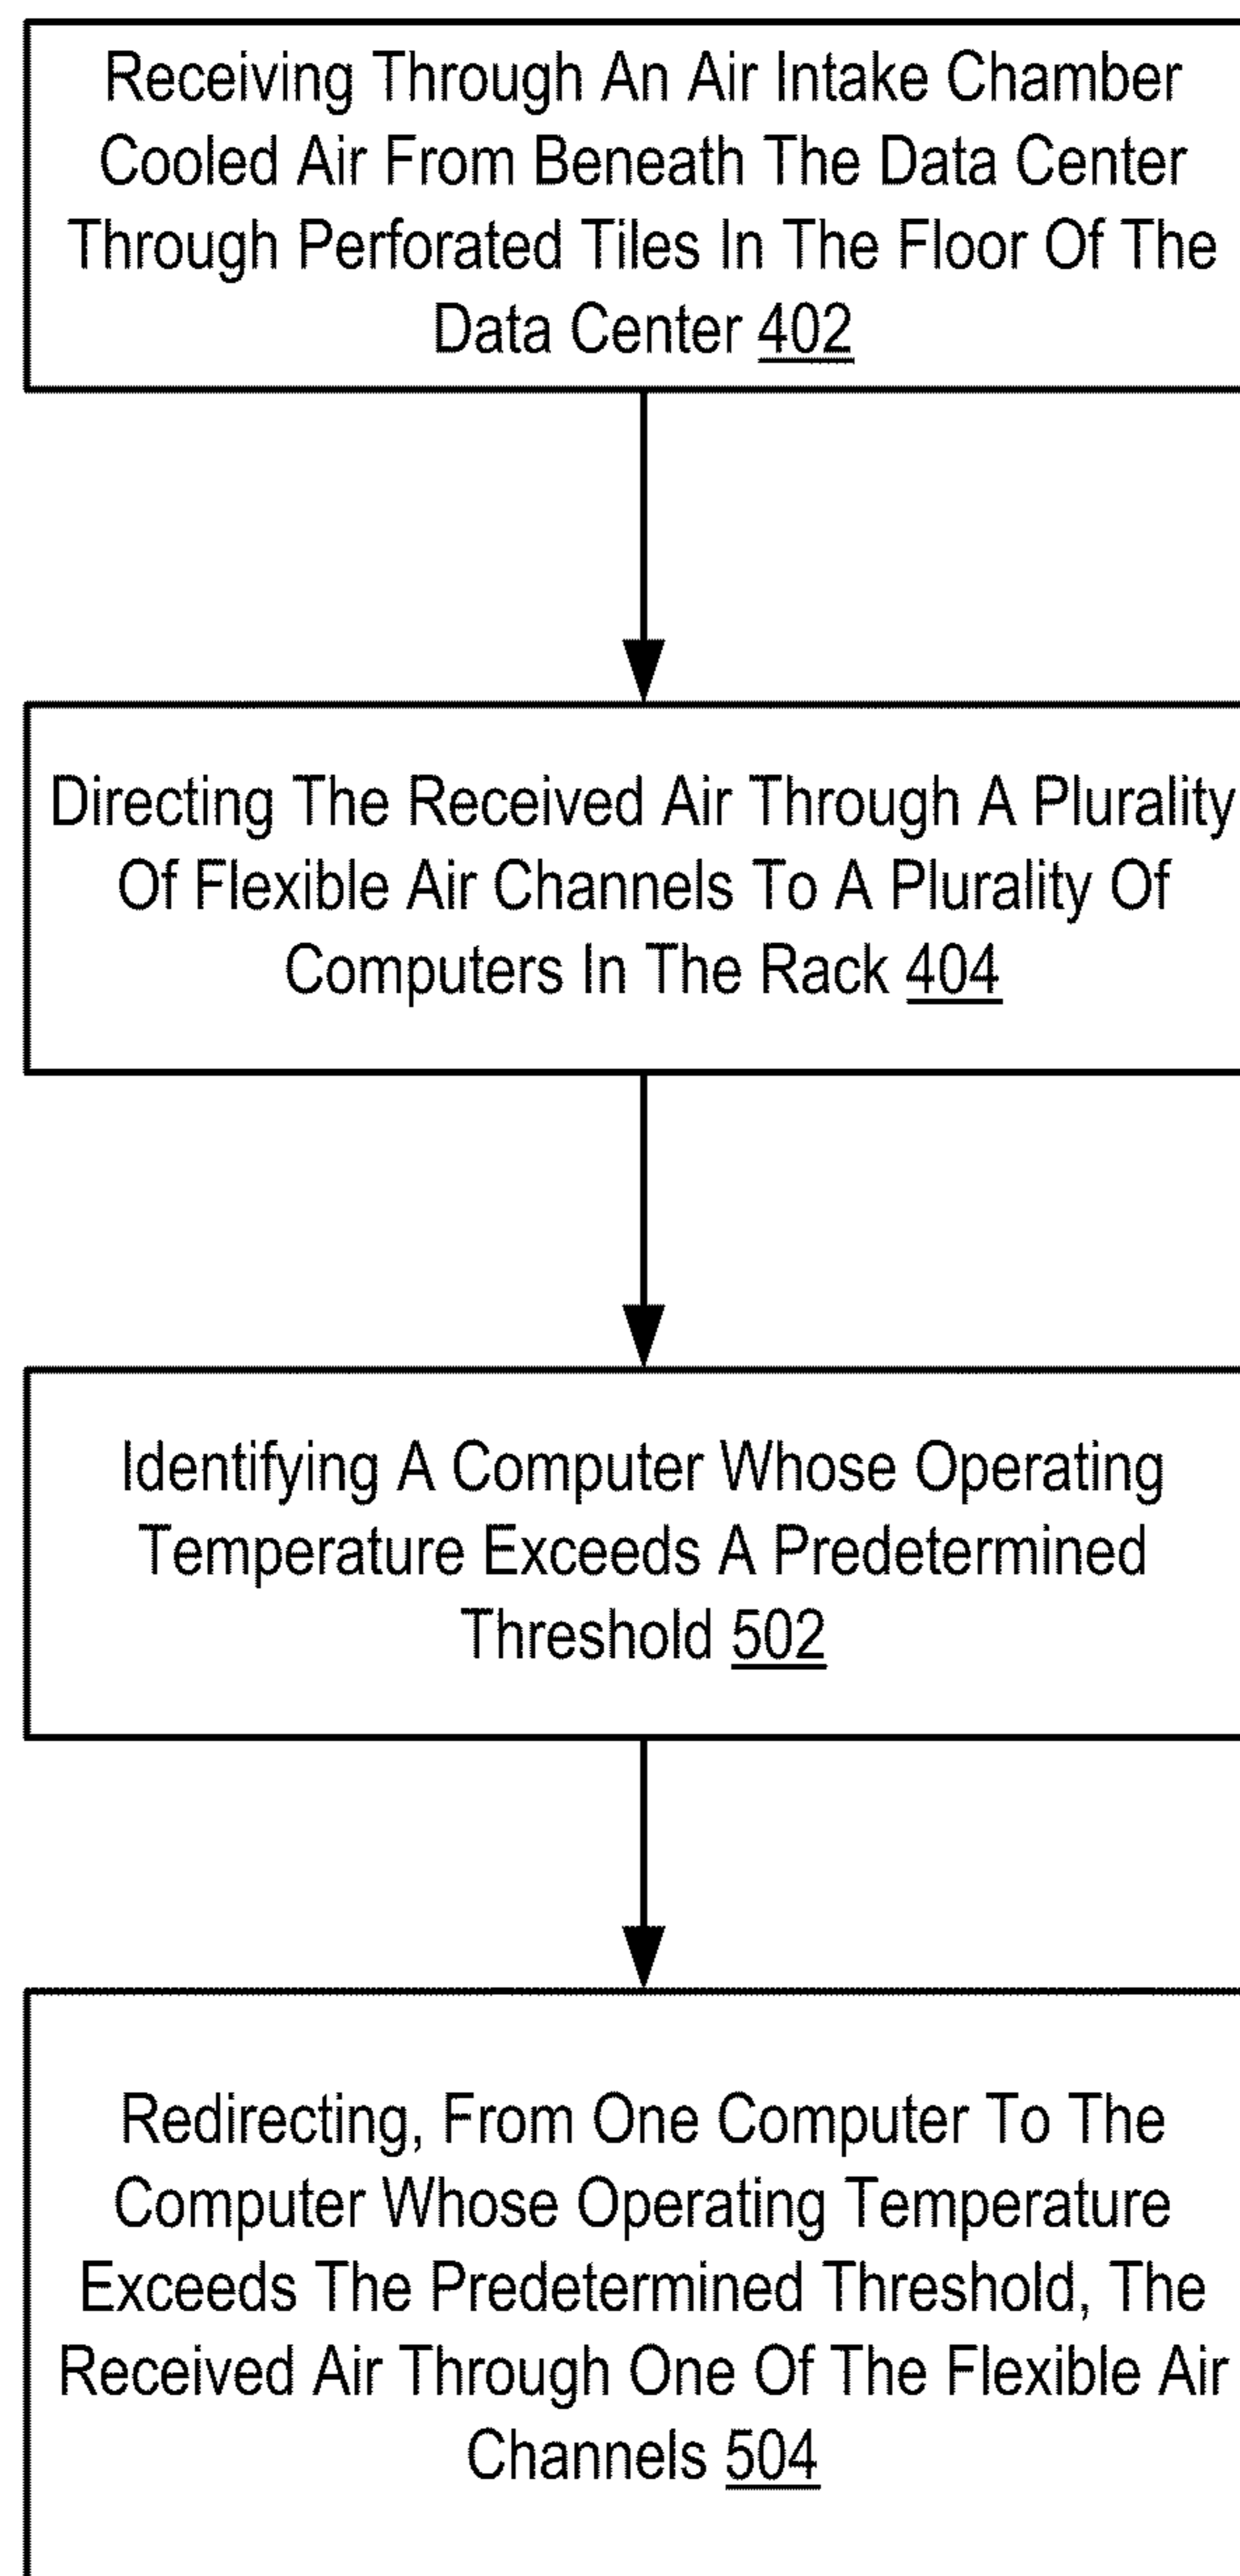 Receiving Through An Air Intake Chamber
Cooled Air From Beneath The Data Center
Through Perforated Tiles In The Floor Of The
Data Center 402
Directing The Received Air Through A Plurality
Of Flexible Air Channels To A Plurality Of
Computers In The Rack 404
Identifying A Computer Whose Operating
Temperature Exceeds A Predetermined
Threshold 502
Redirecting, From One Computer To The
Computer Whose Operating Temperature
Exceeds The Predetermined Threshold, The
Received Air Through One Of The Flexible Air
Channels 504